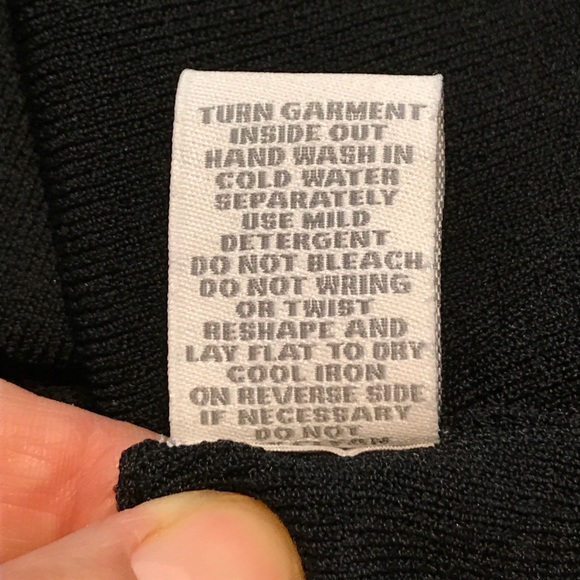 TURN GARMENT
INSIDE OUT
HAND WASH IN
COLD WATER
SEPARATELY
USE MILD
DETERGENT
DO NOT BLEACH
DO NOT WRING
OR TWIST
RESHAPE AND
LAY FLAT TO DRY
COOL IRON
ON REVERSE SIDE
IF NECESSARY
DO NOT